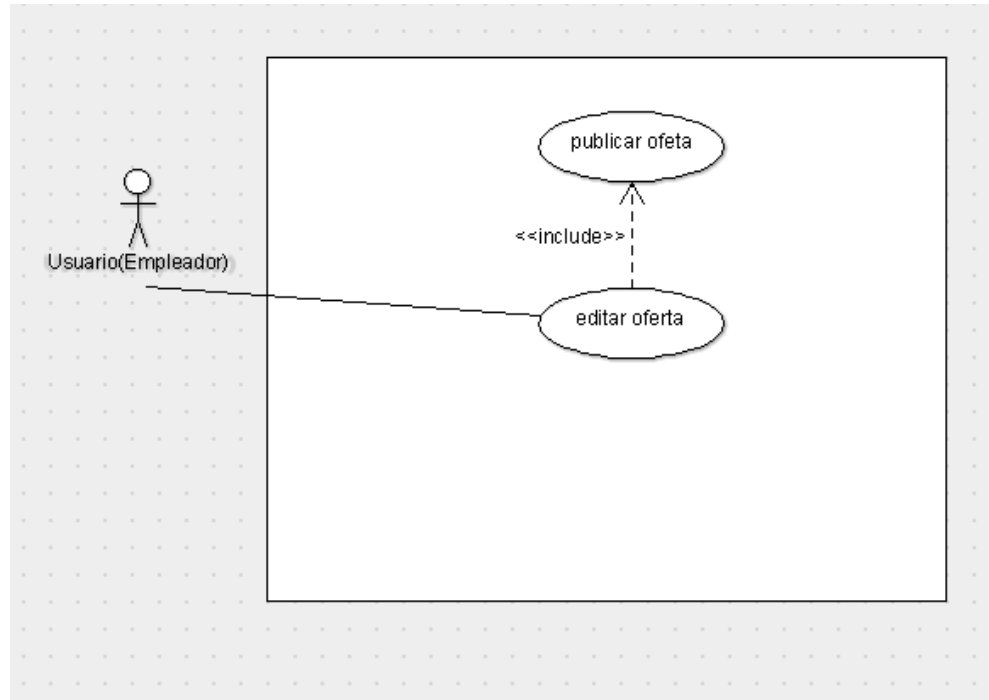 publicar ofeta
<<include>>
Usuario(Empleador)
editar oferta